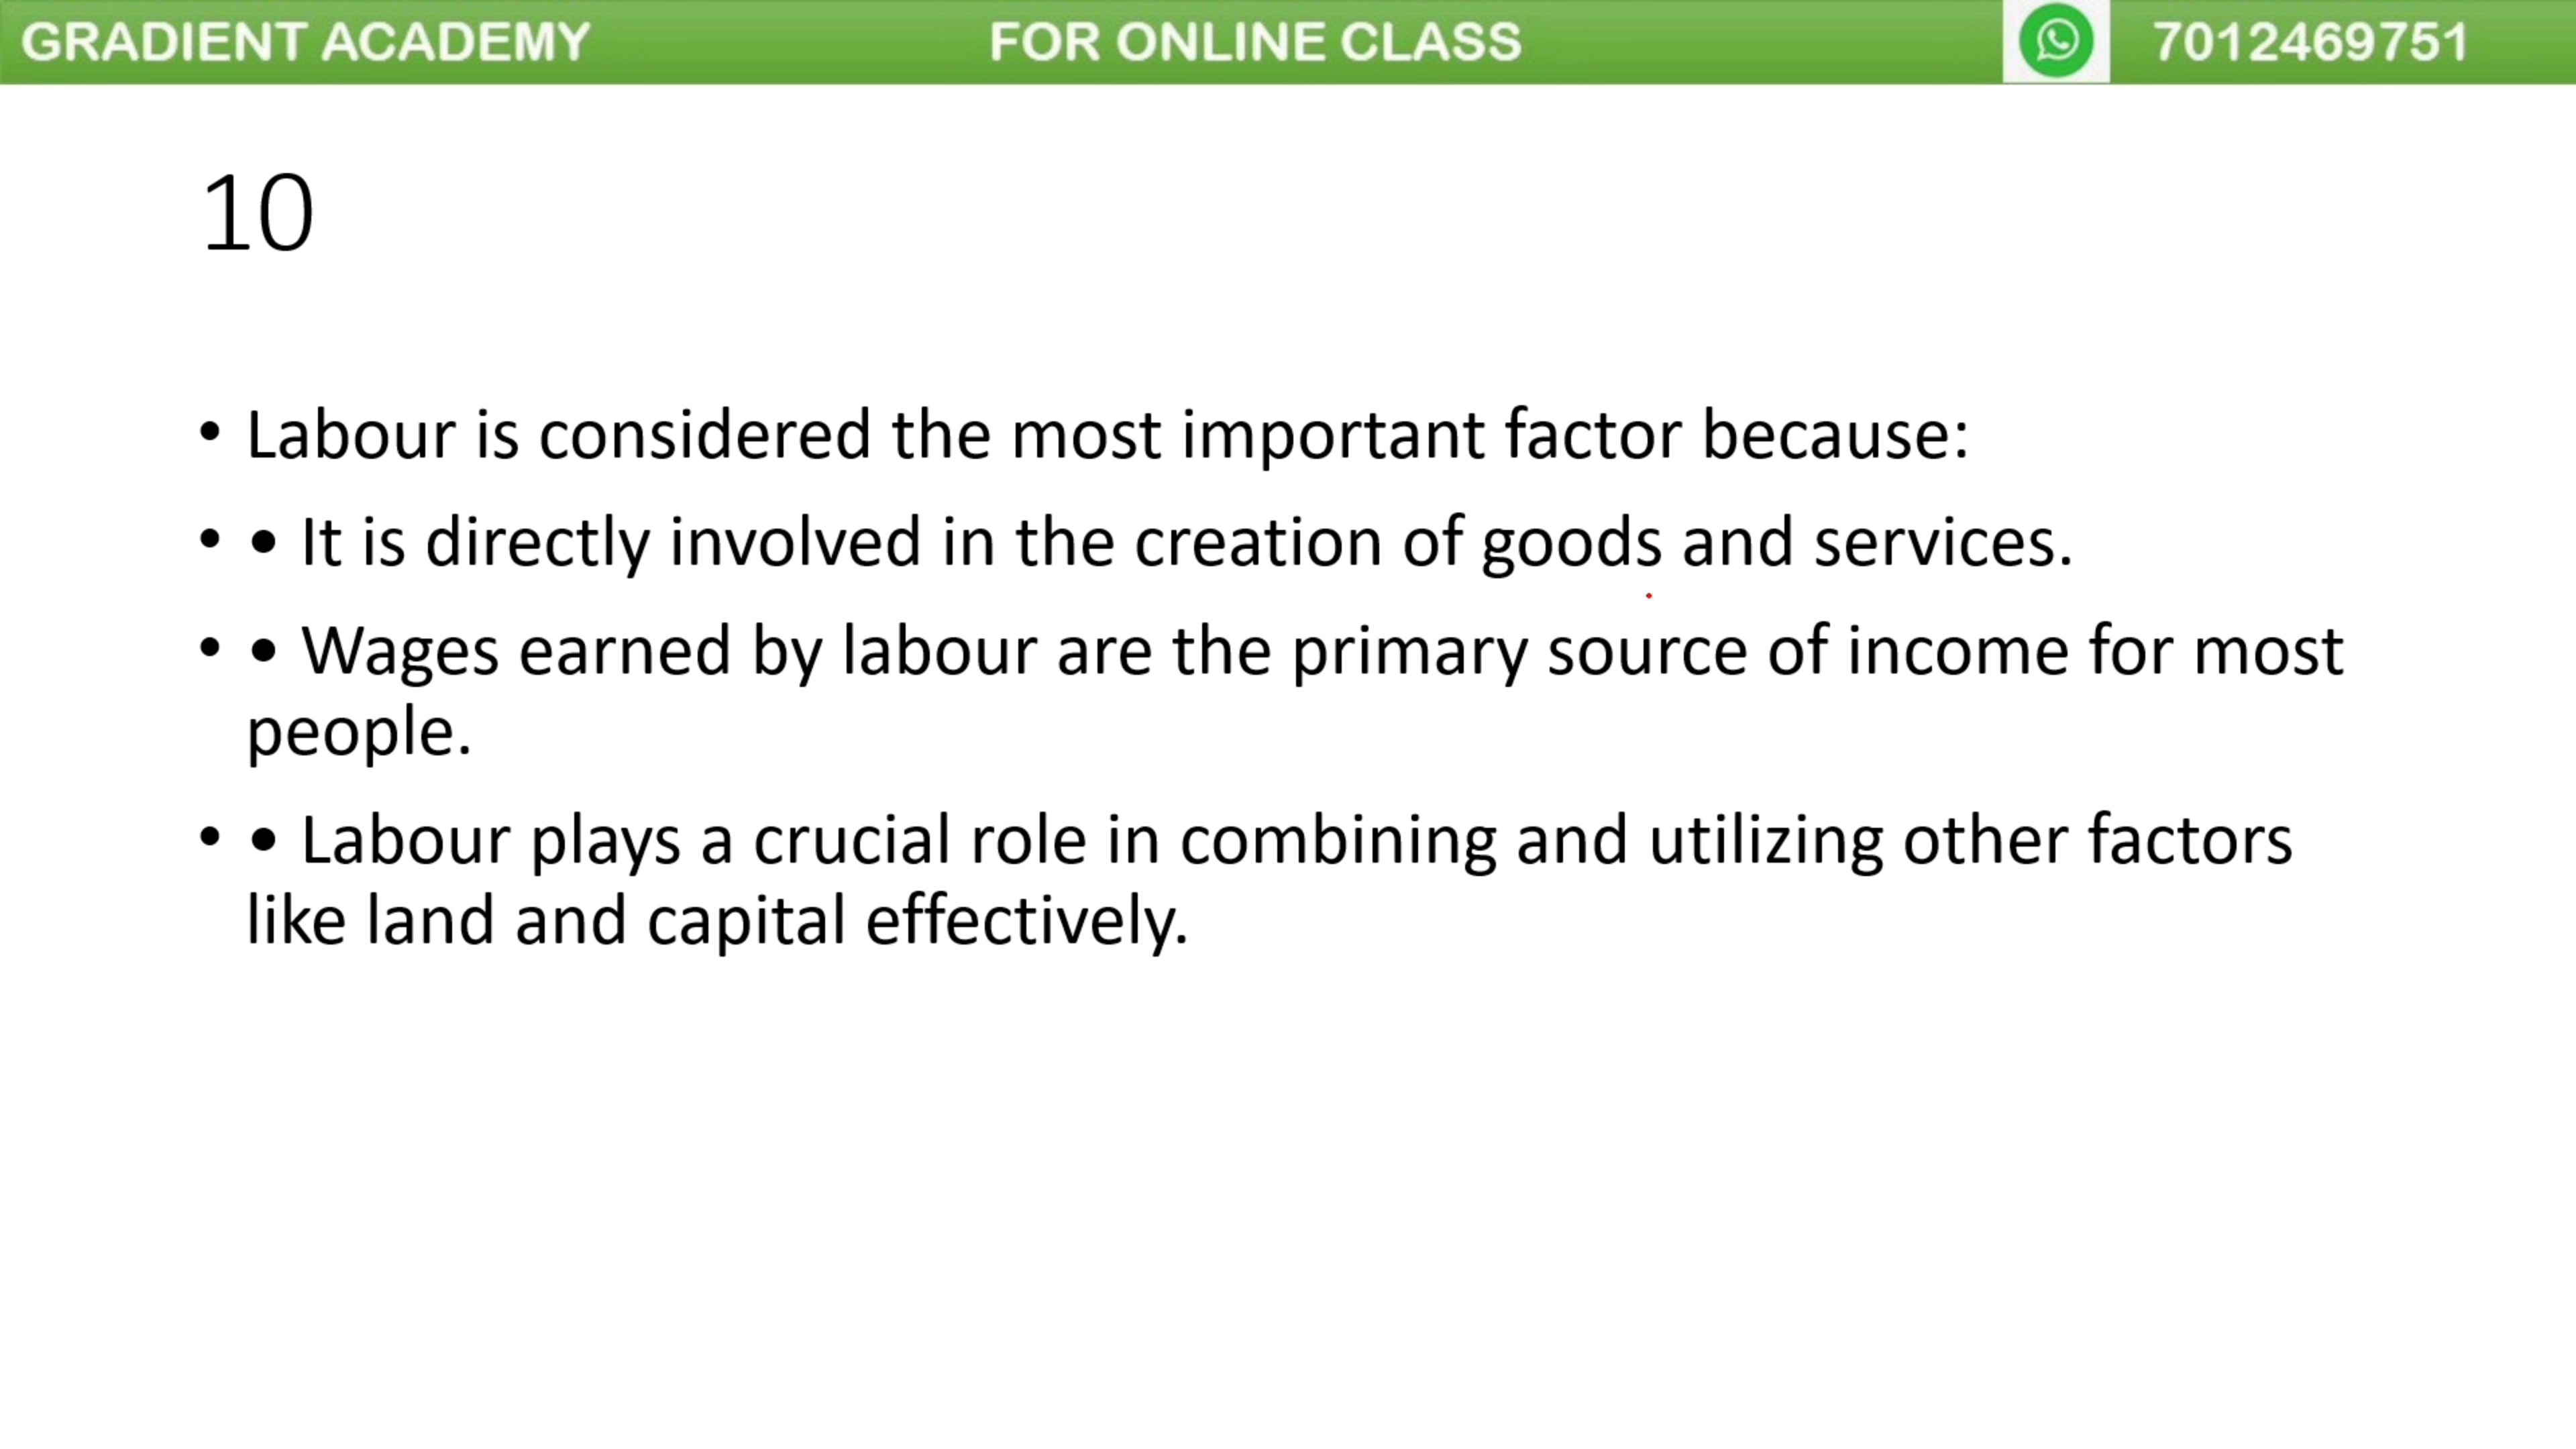 GRADIENT ACADEMY FOR ONLINE CLASS 7012469751
10
• Labour is considered the most important factor because:
• • It is directly involved in the creation of goods and services.
• • Wages earned by labour are the primary source of income for most
people.
• • Labour plays a crucial role in combining and utilizing other factors
like land and capital effectively.